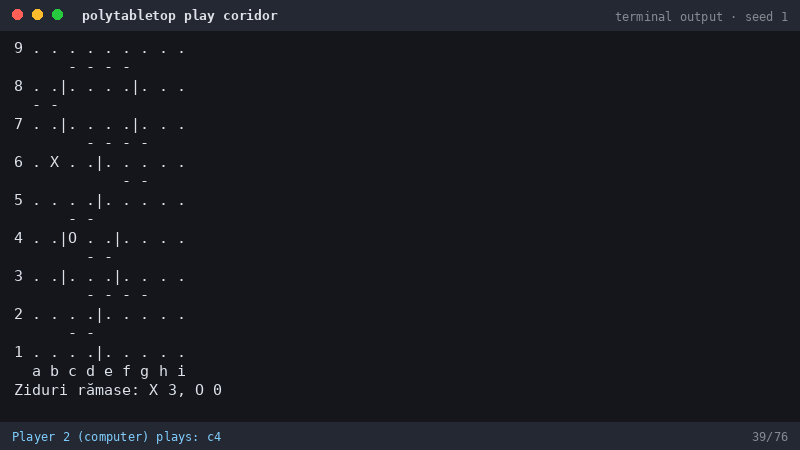 polytabletop play coridor
terminal output · seed 1
9 . . . . . . . . .
      - - - -
8 . .|. . . .|. . .
  - -
7 . .|. . . .|. . .
        - - - -
6 . X . .|. . . . .
            - -
5 . . . .|. . . . .
      - -
4 . .|O . .|. . . .
        - -
3 . .|. . .|. . . .
        - - - -
2 . . . .|. . . . .
      - -
1 . . . .|. . . . .
  a b c d e f g h i
Ziduri rămase: X 3, O 0
Player 2 (computer) plays: c4
39/76